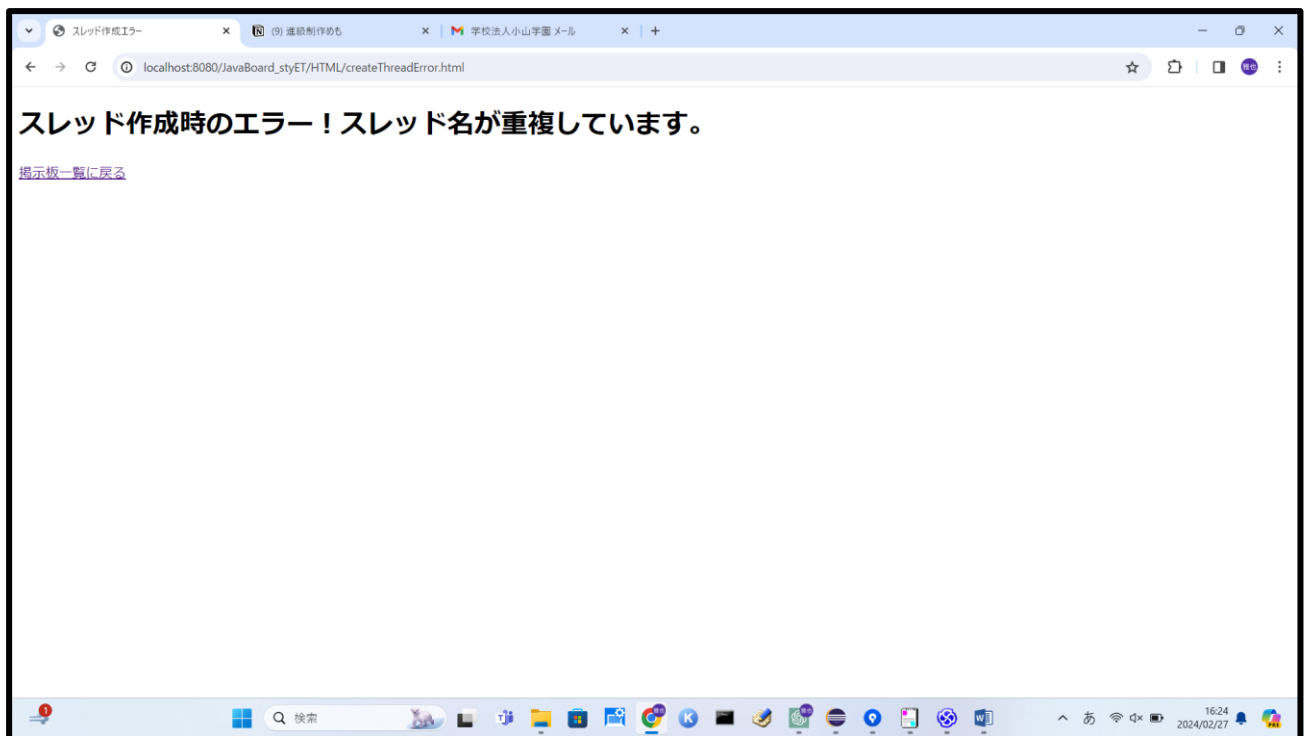 スレッド作成エラー
(9) 進級制作めも
学校法人小山学園 メール
localhost:8080/JavaBoard_styET/HTML/createThreadError.html
スレッド作成時のエラー！スレッド名が重複しています。
掲示板一覧に戻る
検索
あ
16:24
2024/02/27